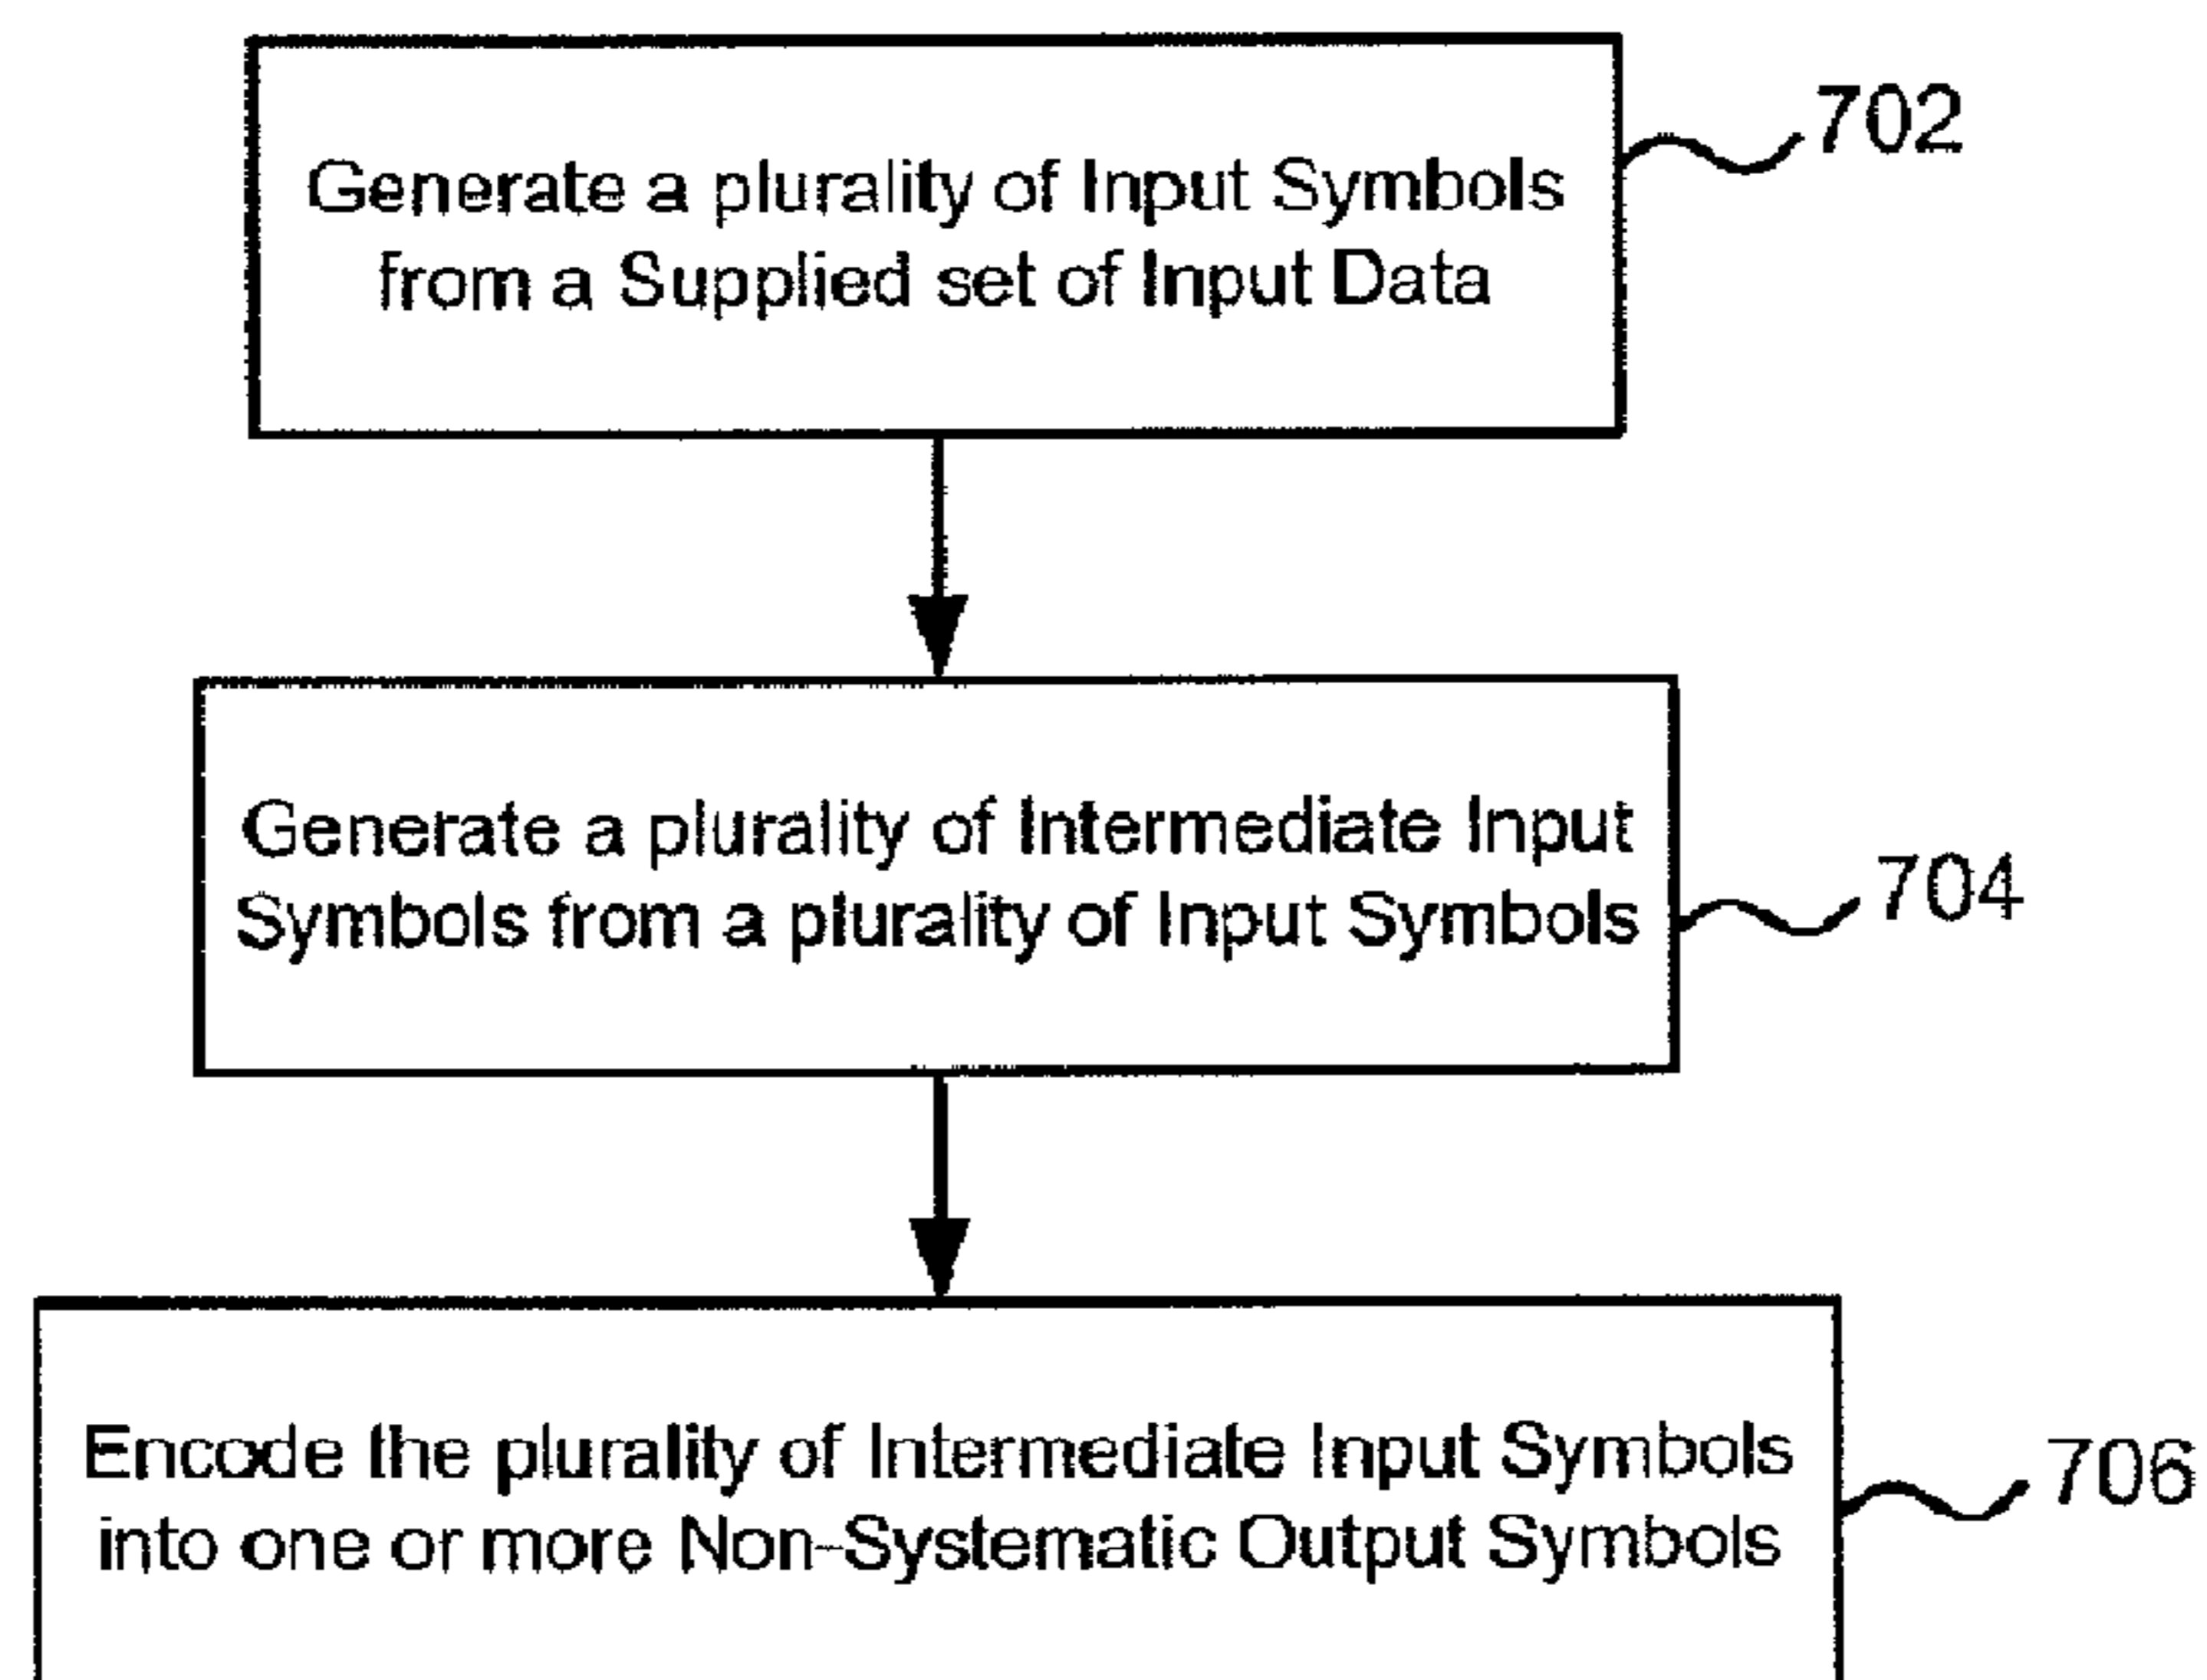 Generate a plurality of Input Symbols
from a Supplied set of Input Data
702
Generate a plurality of Intermediate Input
Symbols from a plurality of Input Symbols
704
Encode the plurality of Intermediate Input Symbols
into one or more Non-Systematic Output Symbols
706